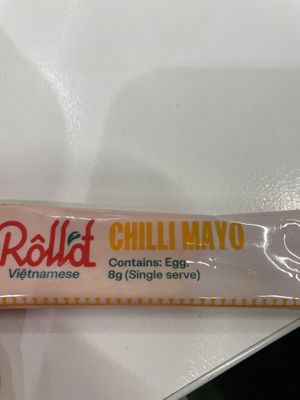 Rôll'd
Việtnamese
CHILLI MAYO
Contains: Egg.
8g (Single serve)